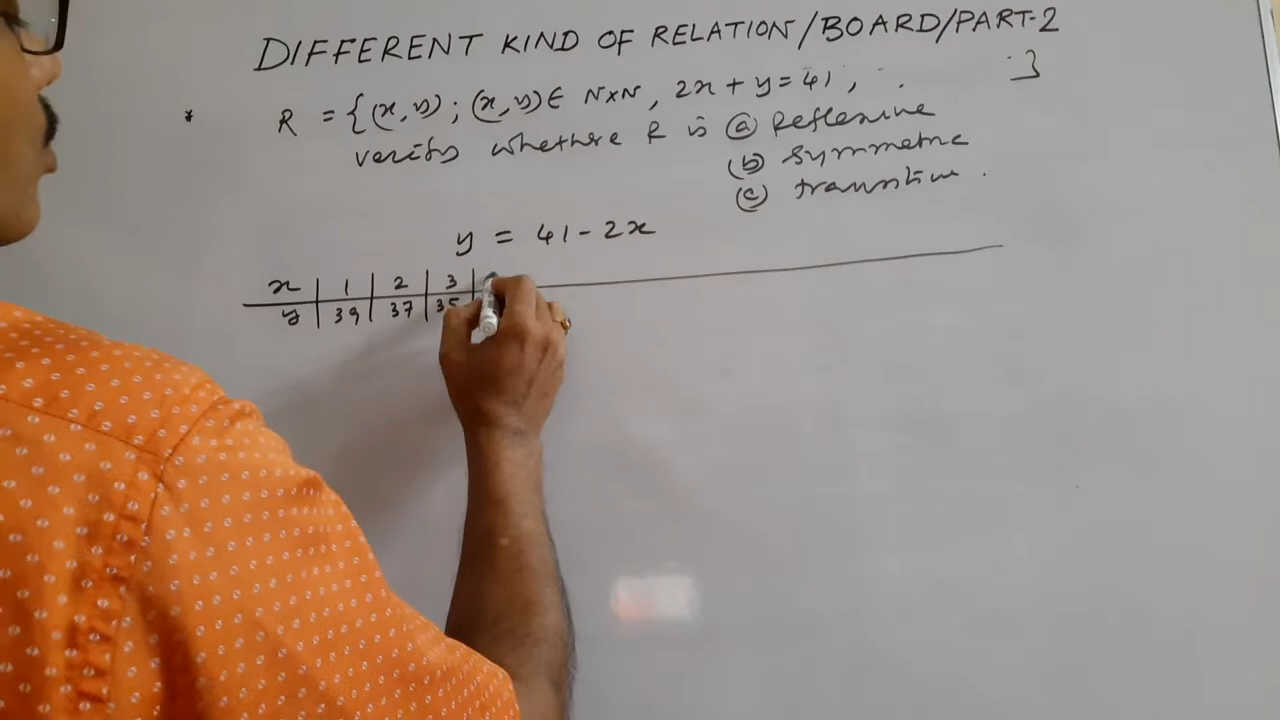 DIFFERENT KIND OF RELATION/BOARD/PART-2
* R = {(x, y) ; (x, y) ∈ N×N, 2x + y = 41, }
verify whethere R is (a) Reflexive
(b) symmetric
(c) transitive.
y = 41 - 2x
x | 1 | 2 | 3 |
y | 39 | 37 | 35